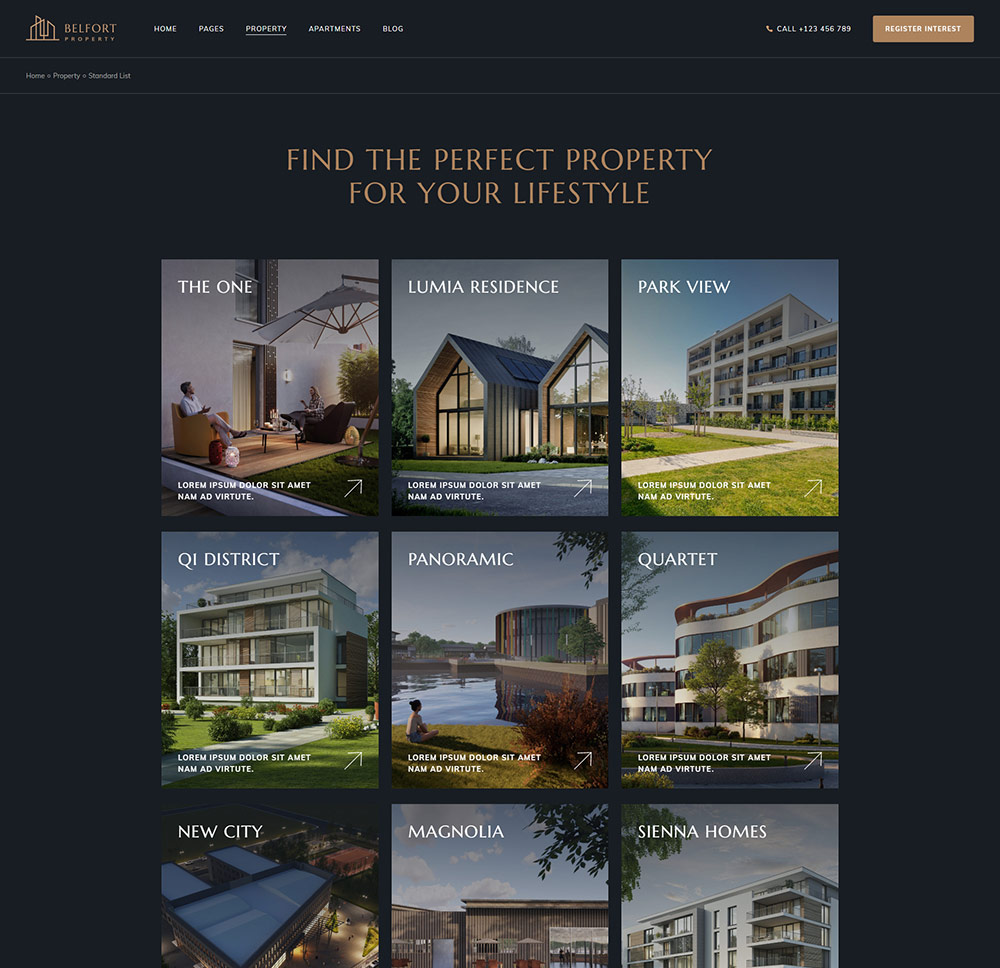 BELFORT
PROPERTY
HOME
PAGES
PROPERTY
APARTMENTS
BLOG
CALL +123 456 789
REGISTER INTEREST
Home
Property
Standard List
FIND THE PERFECT PROPERTY
FOR YOUR LIFESTYLE
THE ONE
LOREM IPSUM DOLOR SIT AMET
NAM AD VIRTUTE.
LUMIA RESIDENCE
LOREM IPSUM DOLOR SIT AMET
NAM AD VIRTUTE.
PARK VIEW
LOREM IPSUM DOLOR SIT AMET
NAM AD VIRTUTE.
QI DISTRICT
LOREM IPSUM DOLOR SIT AMET
NAM AD VIRTUTE.
PANORAMIC
LOREM IPSUM DOLOR SIT AMET
NAM AD VIRTUTE.
QUARTET
LOREM IPSUM DOLOR SIT AMET
NAM AD VIRTUTE.
NEW CITY
MAGNOLIA
SIENNA HOMES